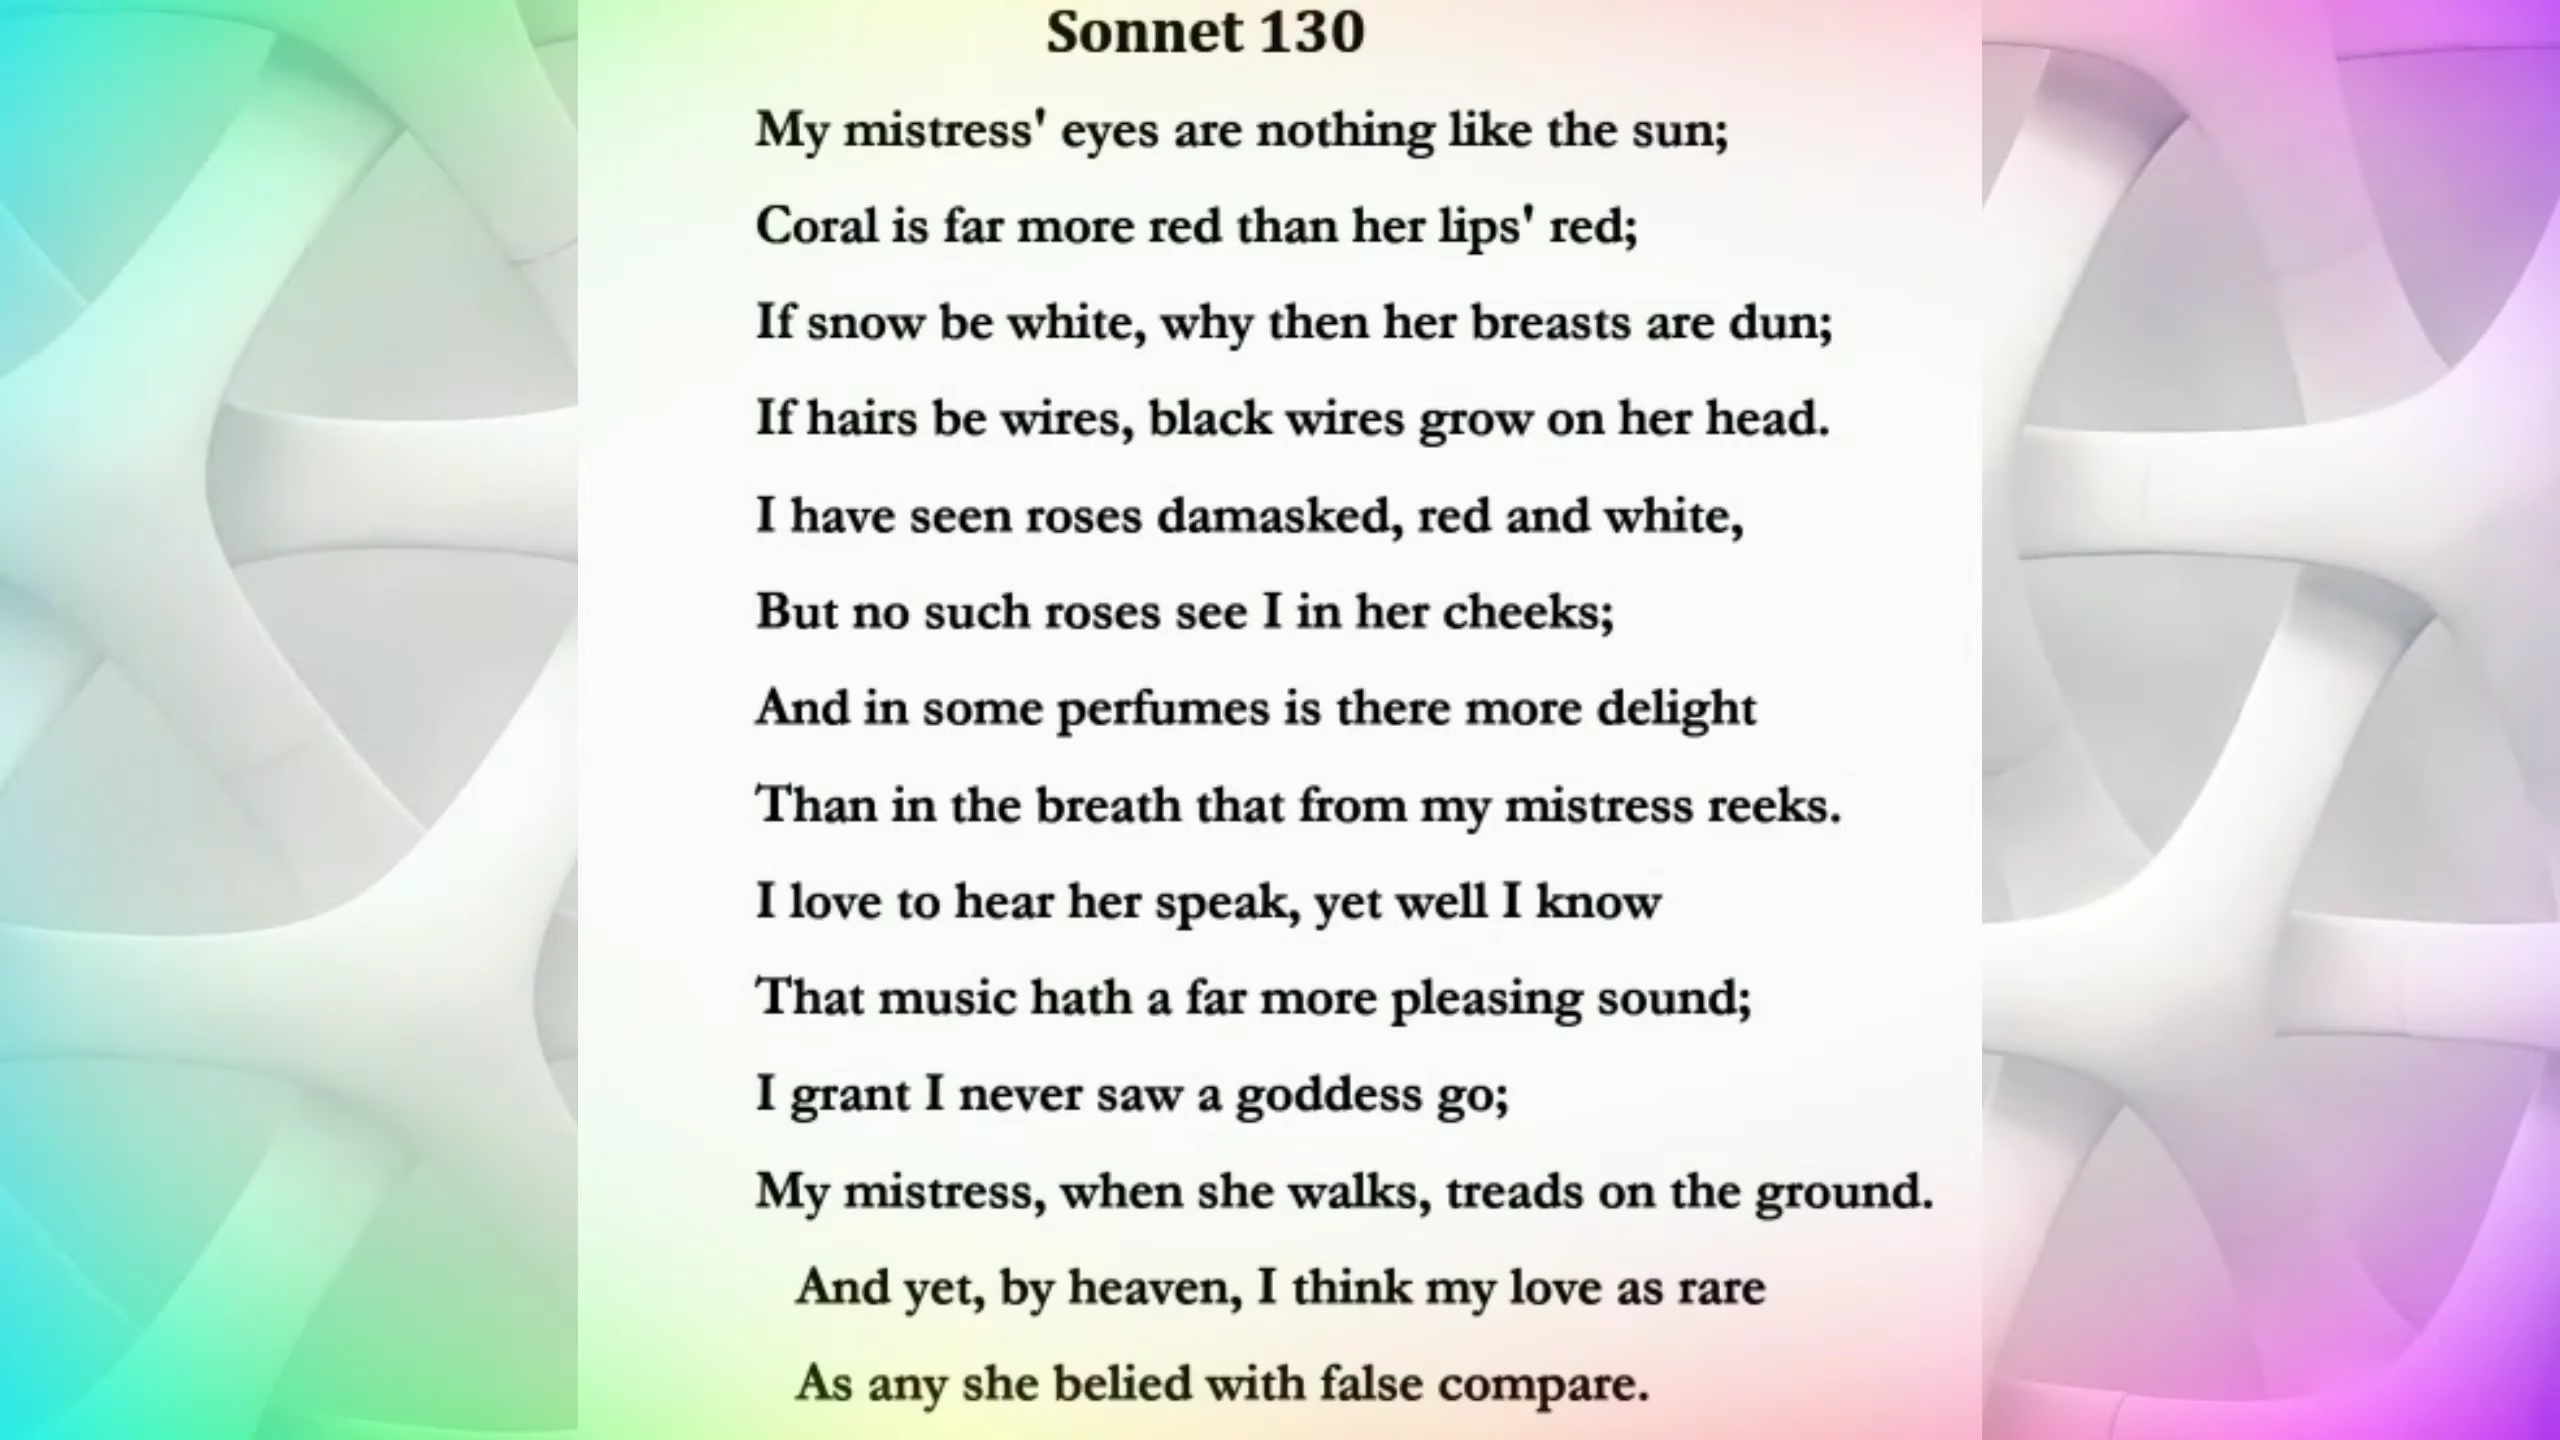 Sonnet 130
My mistress' eyes are nothing like the sun;
Coral is far more red than her lips' red;
If snow be white, why then her breasts are dun;
If hairs be wires, black wires grow on her head.
I have seen roses damasked, red and white,
But no such roses see I in her cheeks;
And in some perfumes is there more delight
Than in the breath that from my mistress reeks.
I love to hear her speak, yet well I know
That music hath a far more pleasing sound;
I grant I never saw a goddess go;
My mistress, when she walks, treads on the ground.
And yet, by heaven, I think my love as rare
As any she belied with false compare.